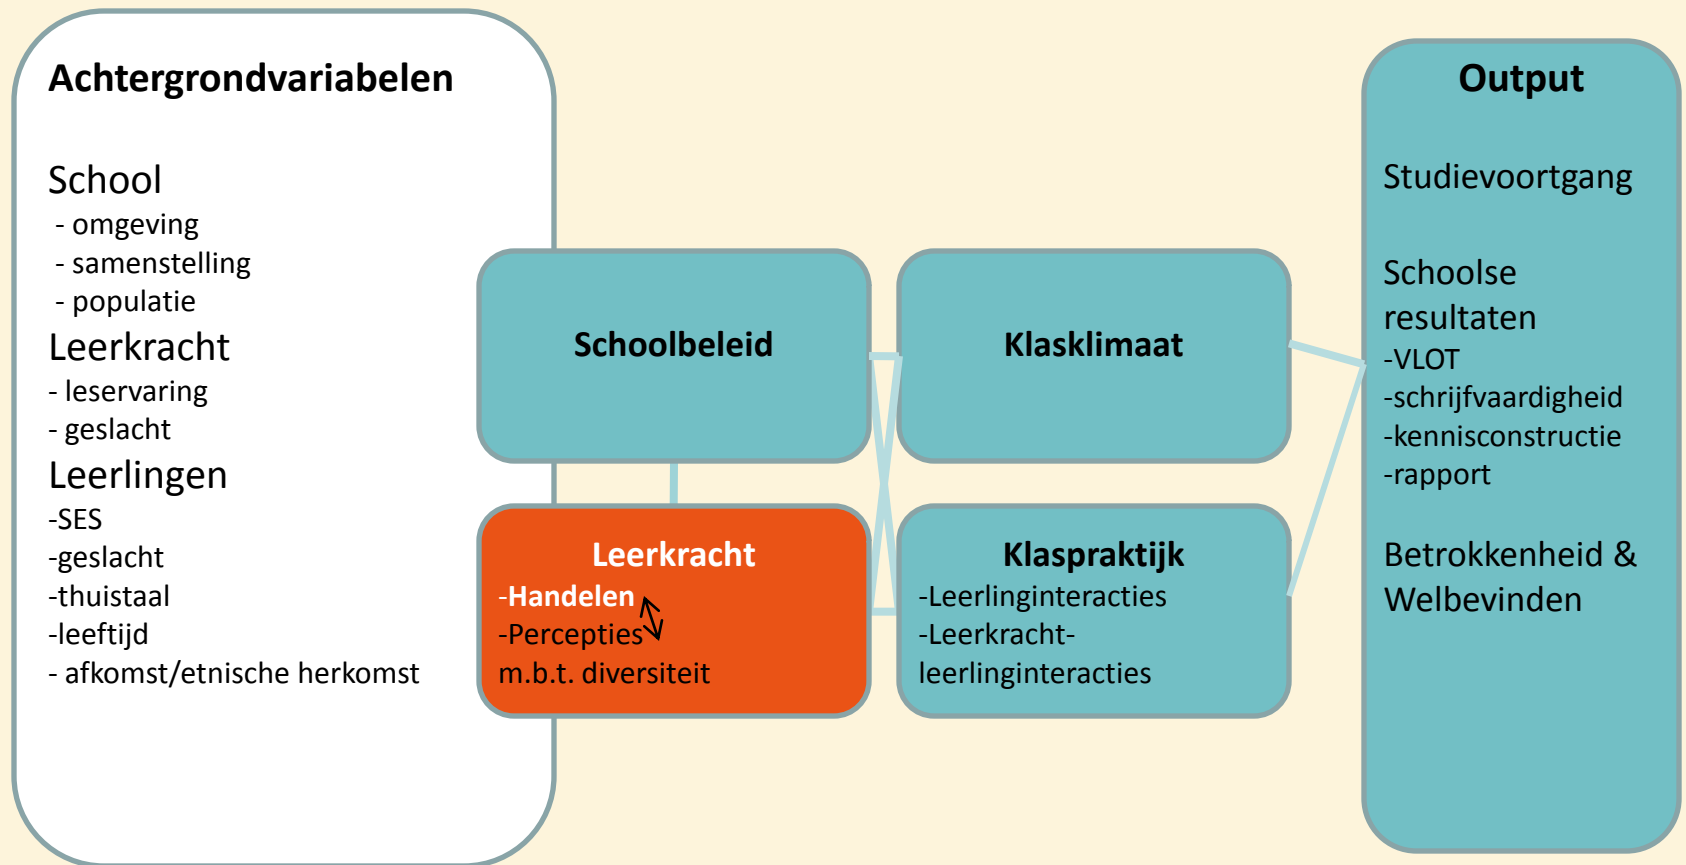 Achtergrondvariabelen
School
- omgeving
- samenstelling
- populatie
Leerkracht
- leservaring
- geslacht
Leerlingen
-SES
-geslacht
-thuistaal
-leeftijd
- afkomst/etnische herkomst
Schoolbeleid
Leerkracht
-Handelen
-Percepties
m.b.t. diversiteit
Klasklimaat
Klaspraktijk
-Leerlinginteracties
-Leerkracht-
leerlinginteracties
Output
Studievoortgang
Schoolse
resultaten
-VLOT
-schrijfvaardigheid
-kennisconstructie
-rapport
Betrokkenheid &
Welbevinden